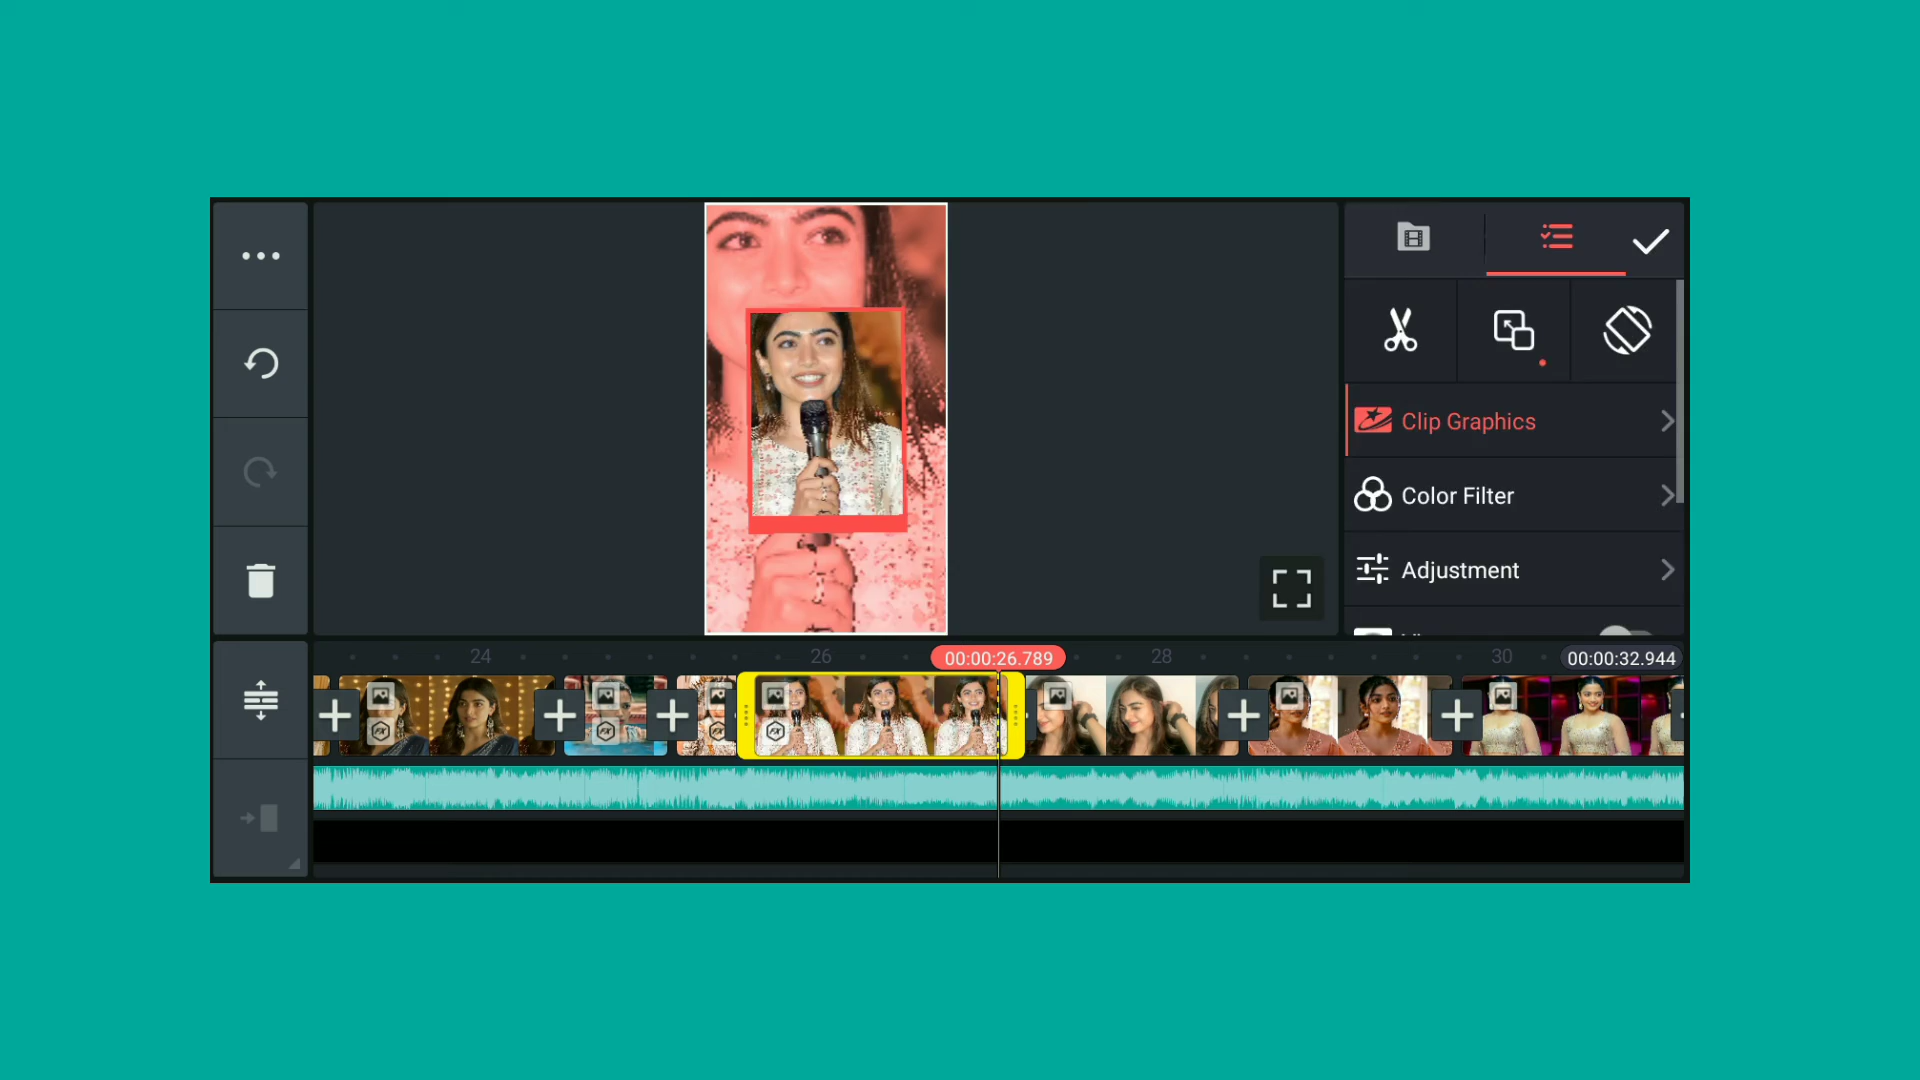 Clip Graphics
Color Filter
Adjustment
24
26
00:00:26.789
28
30
00:00:32.944